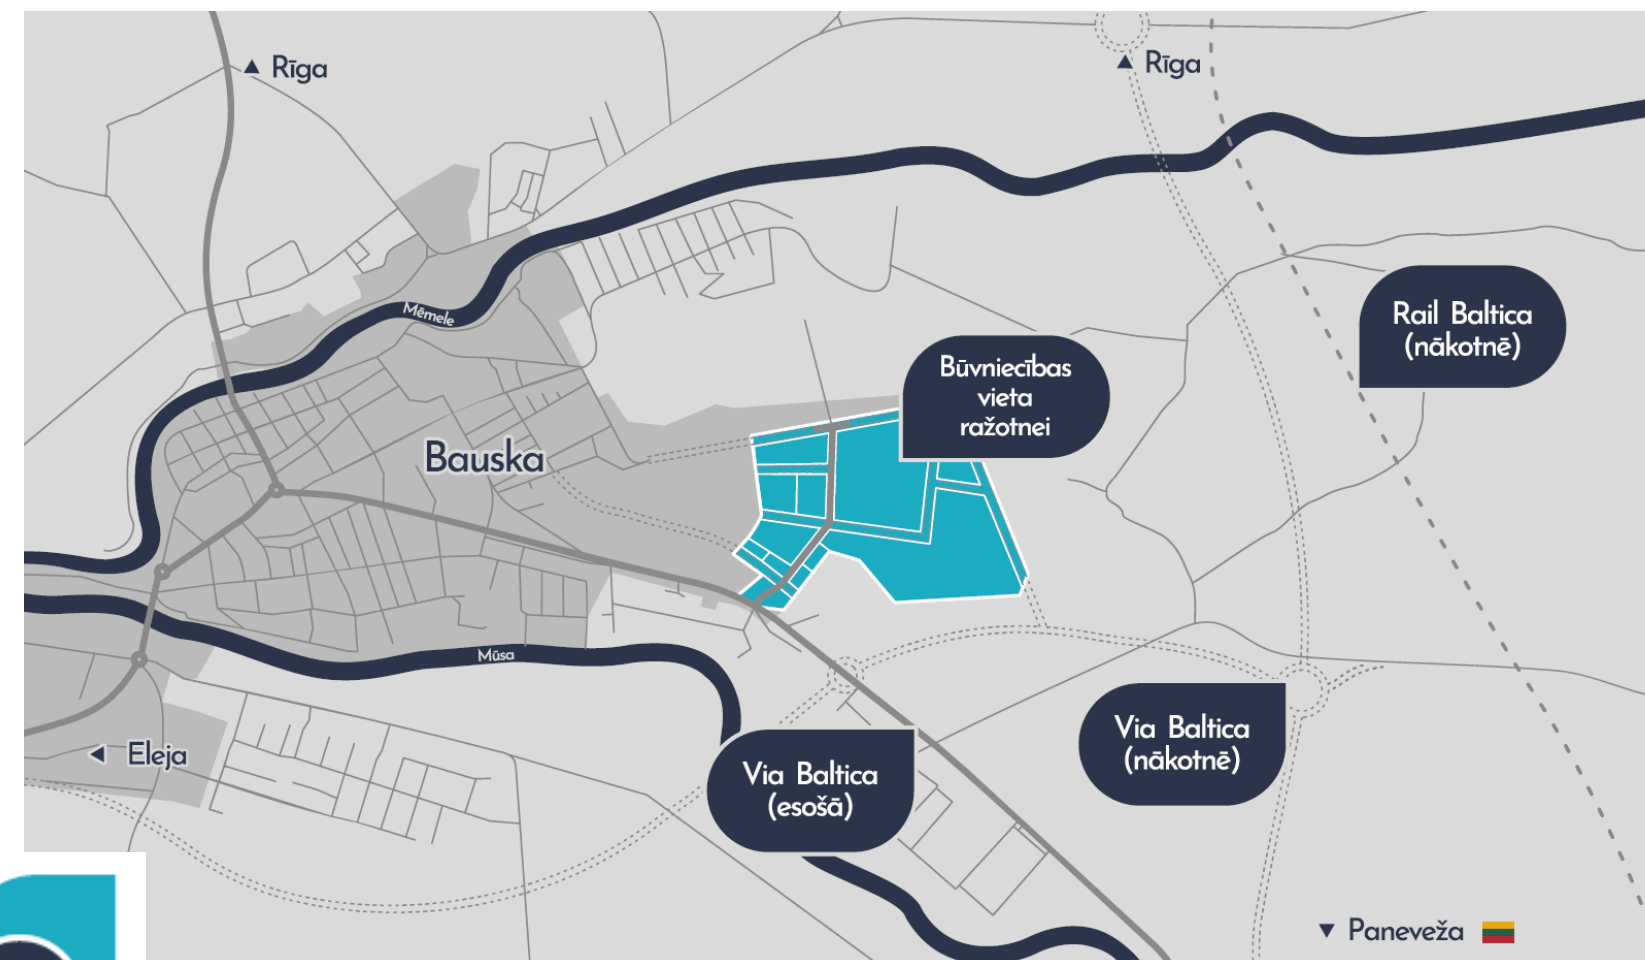 Rīga
Rīga
Mēmele
Rail Baltica
(nākotnē)
Būvniecības
vieta
ražotnei
Bauska
Mūsa
Via Baltica
(nākotnē)
Eleja
Via Baltica
(esošā)
Paneveža